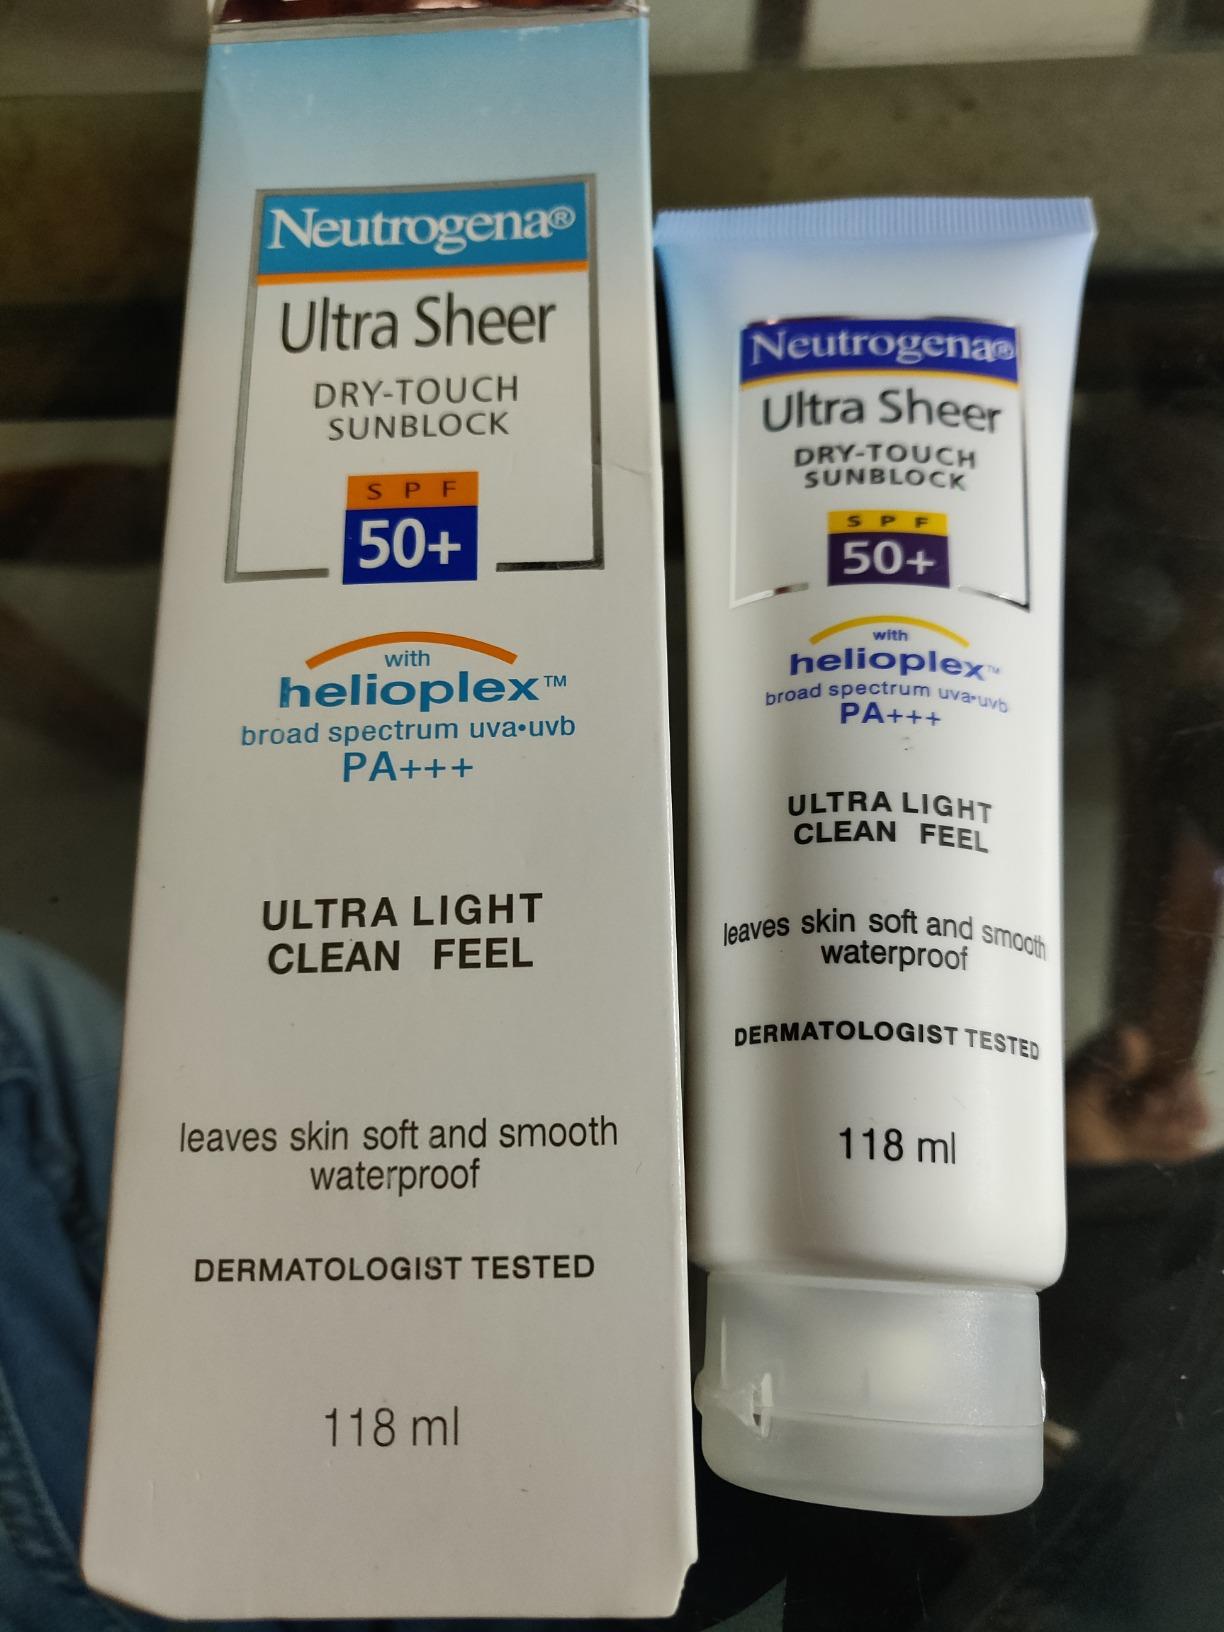 Neutrogena®
Ultra Sheer
DRY-TOUCH
SUNBLOCK
SPF
50+
with
helioplex™
broad spectrum uva•uvb
PA+++
ULTRA LIGHT
CLEAN FEEL
leaves skin soft and smooth
waterproof
DERMATOLOGIST TESTED
118 ml
Neutrogena®
Ultra Sheer
DRY-TOUCH
SUNBLOCK
SPF
50+
with
helioplex™
broad spectrum uva•uvb
PA+++
ULTRA LIGHT
CLEAN FEEL
leaves skin soft and smooth
waterproof
DERMATOLOGIST TESTED
118 ml